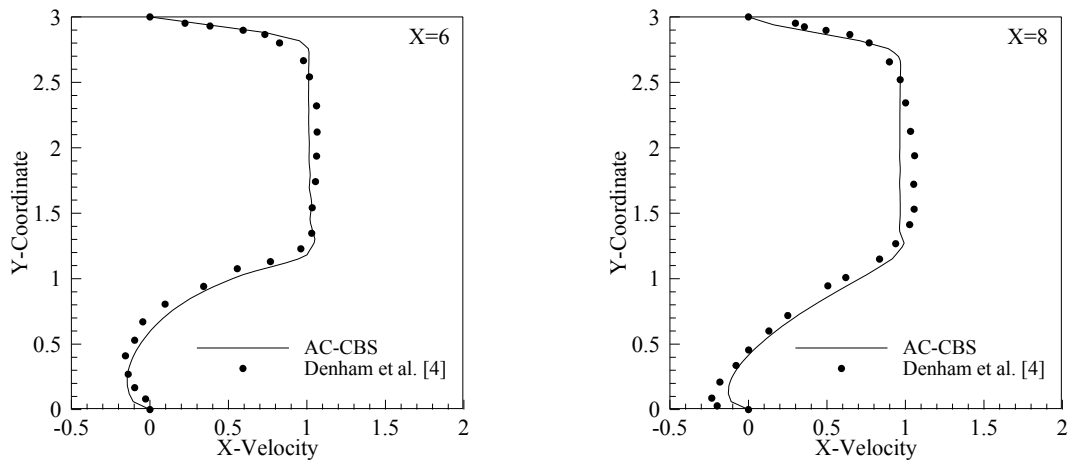 X=6
3
2.5
2
1.5
1
0.5
0
Y-Coordinate
AC-CBS
Denham et al. [4]
-0.5 0 0.5 1 1.5 2
X-Velocity
X=8
3
2.5
2
1.5
1
0.5
0
Y-Coordinate
AC-CBS
Denham et al. [4]
-0.5 0 0.5 1 1.5 2
X-Velocity